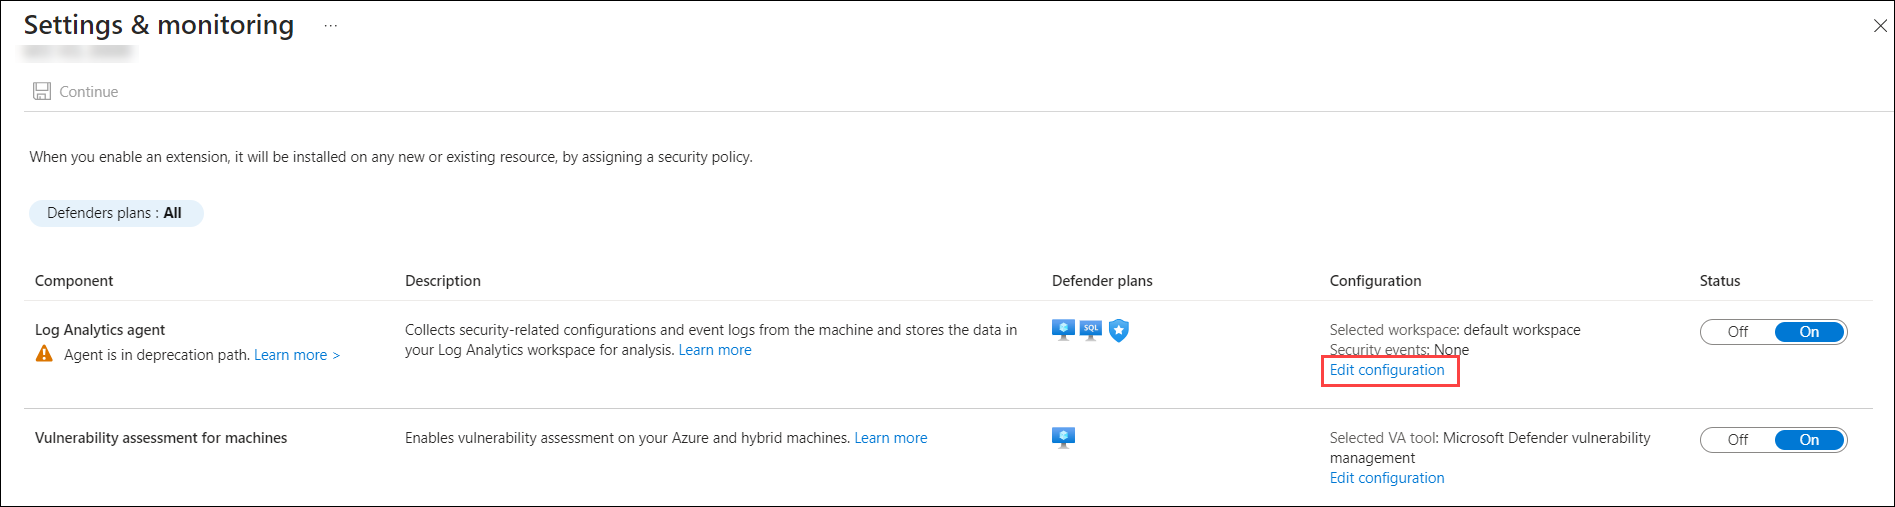 Settings & monitoring ...
Continue
When you enable an extension, it will be installed on any new or existing resource, by assigning a security policy.
Defenders plans : All
Component Description Defender plans Configuration Status
Log Analytics agent
Agent is in deprecation path. Learn more >
Collects security-related configurations and event logs from the machine and stores the data in
your Log Analytics workspace for analysis. Learn more
SQL
Selected workspace: default workspace
Security events: None
Edit configuration
Off On
Vulnerability assessment for machines
Enables vulnerability assessment on your Azure and hybrid machines. Learn more
Selected VA tool: Microsoft Defender vulnerability
management
Edit configuration
Off On